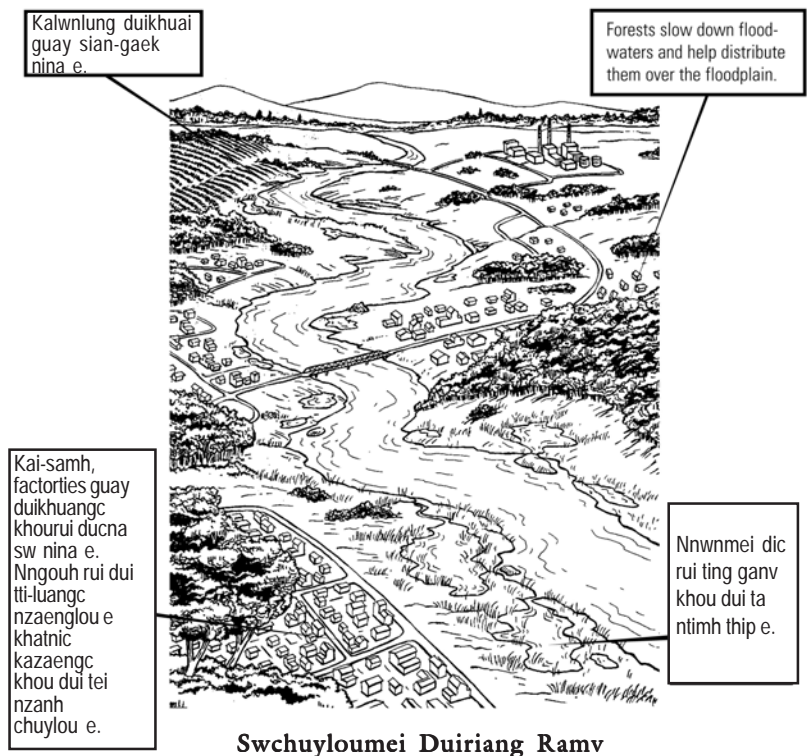 Kalwnlung duikhuai
guay sian-gaek
nina e.
Forests slow down flood-
waters and help distribute
them over the floodplain.
Kai-samh,
factorties guay
duikhuangc
khourui ducna
sw nina e.
Nngouh rui dui
tti-luangc
nzaenglou e
khatnic
kazaengc
khou dui tei
nzanh
chuylou e.
Nnwnmei dic
rui ting ganv
khou dui ta
ntimh thip e.
Swchuyloumei Duiriang Ramv